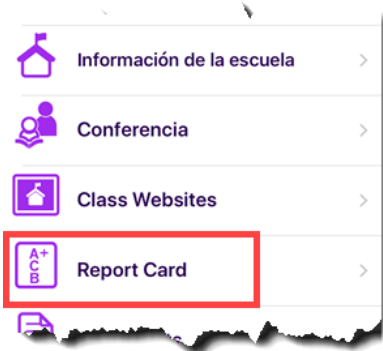 Información de la escuela
Conferencia
Class Websites
A+
C
B
Report Card